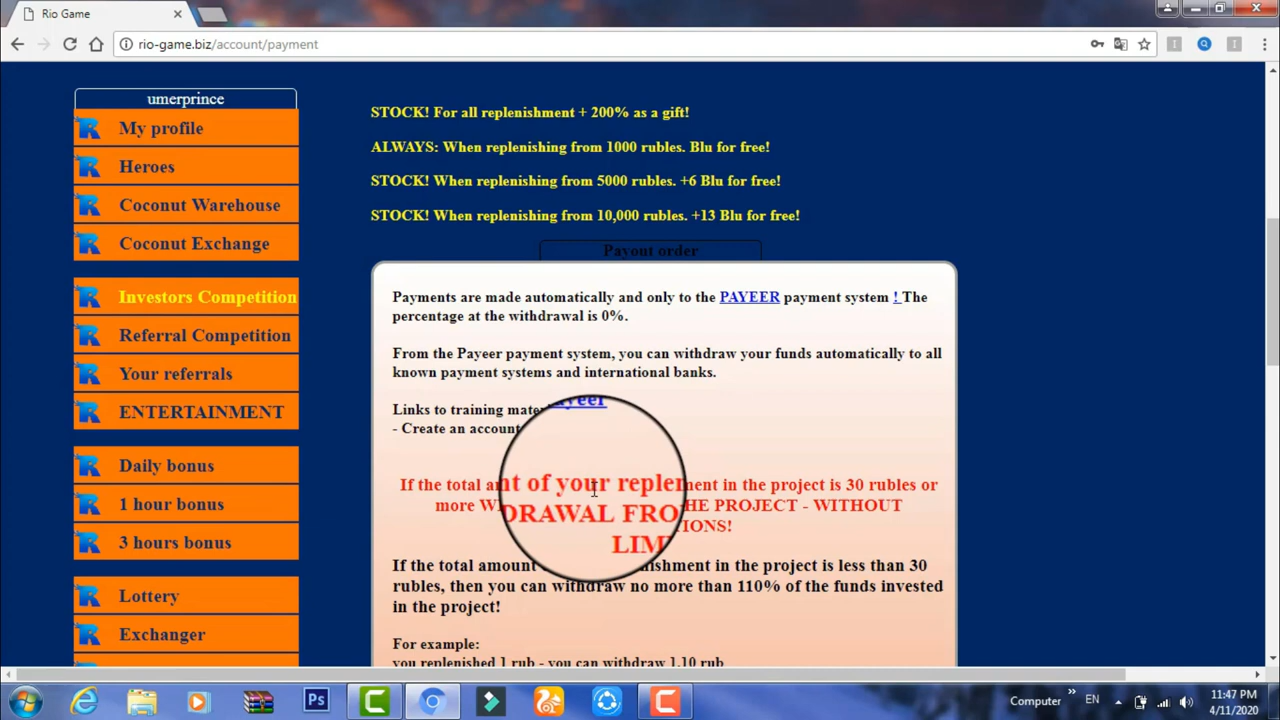 Rio Game
rio-game.biz/account/payment
umerprince
My profile
Heroes
Coconut Warehouse
Coconut Exchange
Investors Competition
Referral Competition
Your referrals
ENTERTAINMENT
Daily bonus
1 hour bonus
3 hours bonus
Lottery
Exchanger
STOCK! For all replenishment + 200% as a gift!
ALWAYS: When replenishing from 1000 rubles. Blu for free!
STOCK! When replenishing from 5000 rubles. +6 Blu for free!
STOCK! When replenishing from 10,000 rubles. +13 Blu for free!
Payout order
Payments are made automatically and only to the PAYEER payment system ! The
percentage at the withdrawal is 0%.
From the Payeer payment system, you can withdraw your funds automatically to all
known payment systems and international banks.
Links to training
- Create an account
If the total of your in the project is 30 rubles or
more THE PROJECT - WITHOUT
If the total amount in the project is less than 30
rubles, then you can withdraw no more than 110% of the funds invested
in the project!
For example:
you replenished 1 rub - you can withdraw 1.10 rub
Ps
Computer
EN
11:47 PM
4/11/2020